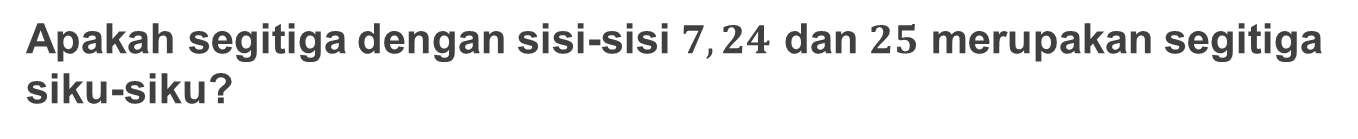 Apakah segitiga dengan sisi-sisi 7, 24 dan 25 merupakan segitiga
siku-siku?